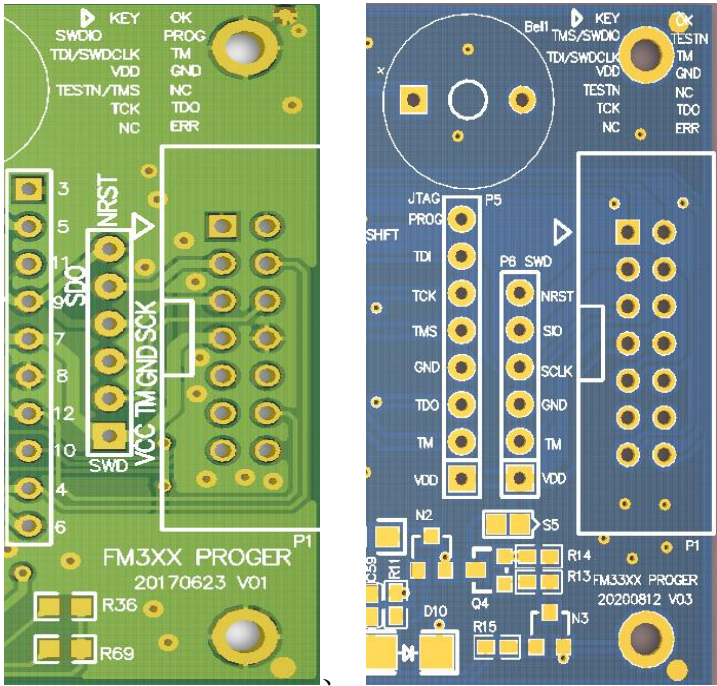 KEY OK
SWDIO PROG
TDI/SWDCLK TM
VDD GND
TESTN/TMS NC
TCK TDO
NC ERR
3
5
11
9
7
8
12
10
4
6
NRST
SDO
SCK
GND
TM
VCC
SWD
P1
FM3XX PROGER
20170623 V01
R36
R69
、
Bell1
KEY OK
TMS/SWDIO TESTN
TDI/SWDCLK TM
VDD GND
TESTN NC
TCK TDO
NC ERR
x
SHIFT
JTAG P5
PROG
TDI
TCK
TMS
GND
TDO
TM
VDD
P6 SWD
NRST
SIO
SCLK
GND
TM
VDD
N2
S5
P1
C59
R11
R14
R13
Q4
FM33XX PROGER
20200812 V03
D10
R15
N3